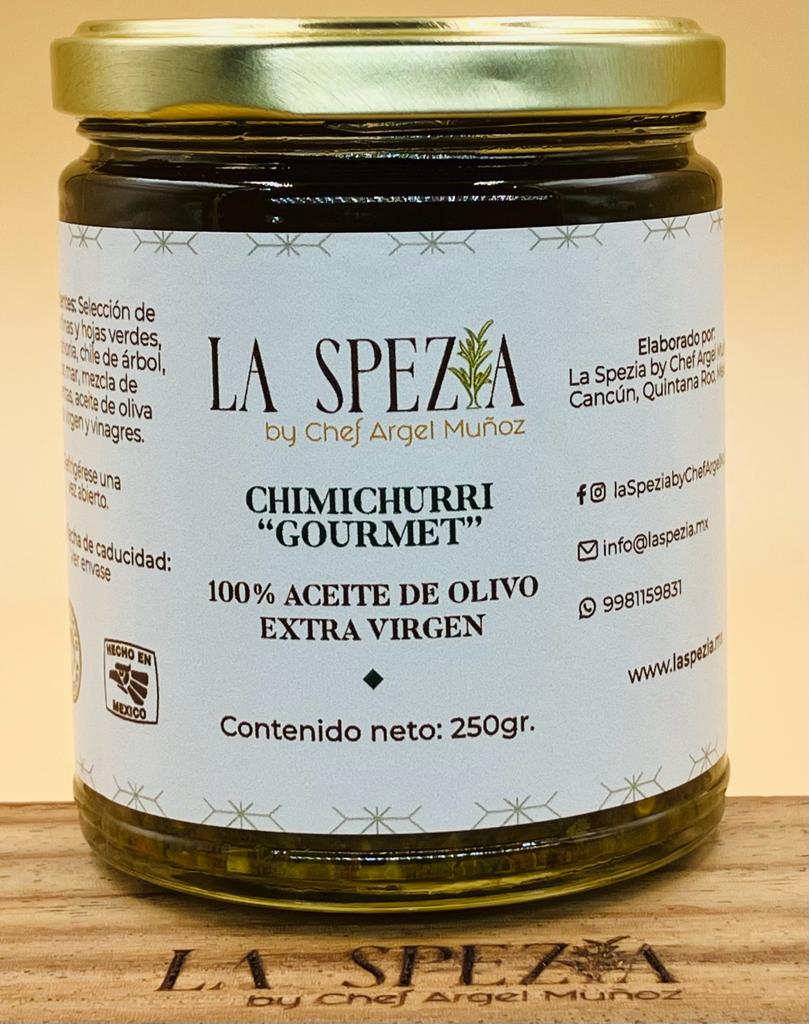 Selección de
y hojas verdes,
chile de árbol,
mar, mezcla de
aceite de oliva
y vinagres.
una
vez abierto.
de caducidad:
ver envase
HECHO EN
MEXICO
LA SPEZIA
by Chef Argel Muñoz
CHIMICHURRI
“GOURMET”
100% ACEITE DE OLIVO
EXTRA VIRGEN
Contenido neto: 250gr.
Elaborado por:
La Spezia by Chef Argel
Cancún, Quintana Roo,
info@laspezia.mx
9981159831
LA SPEZIA
by Chef Argel Muñoz